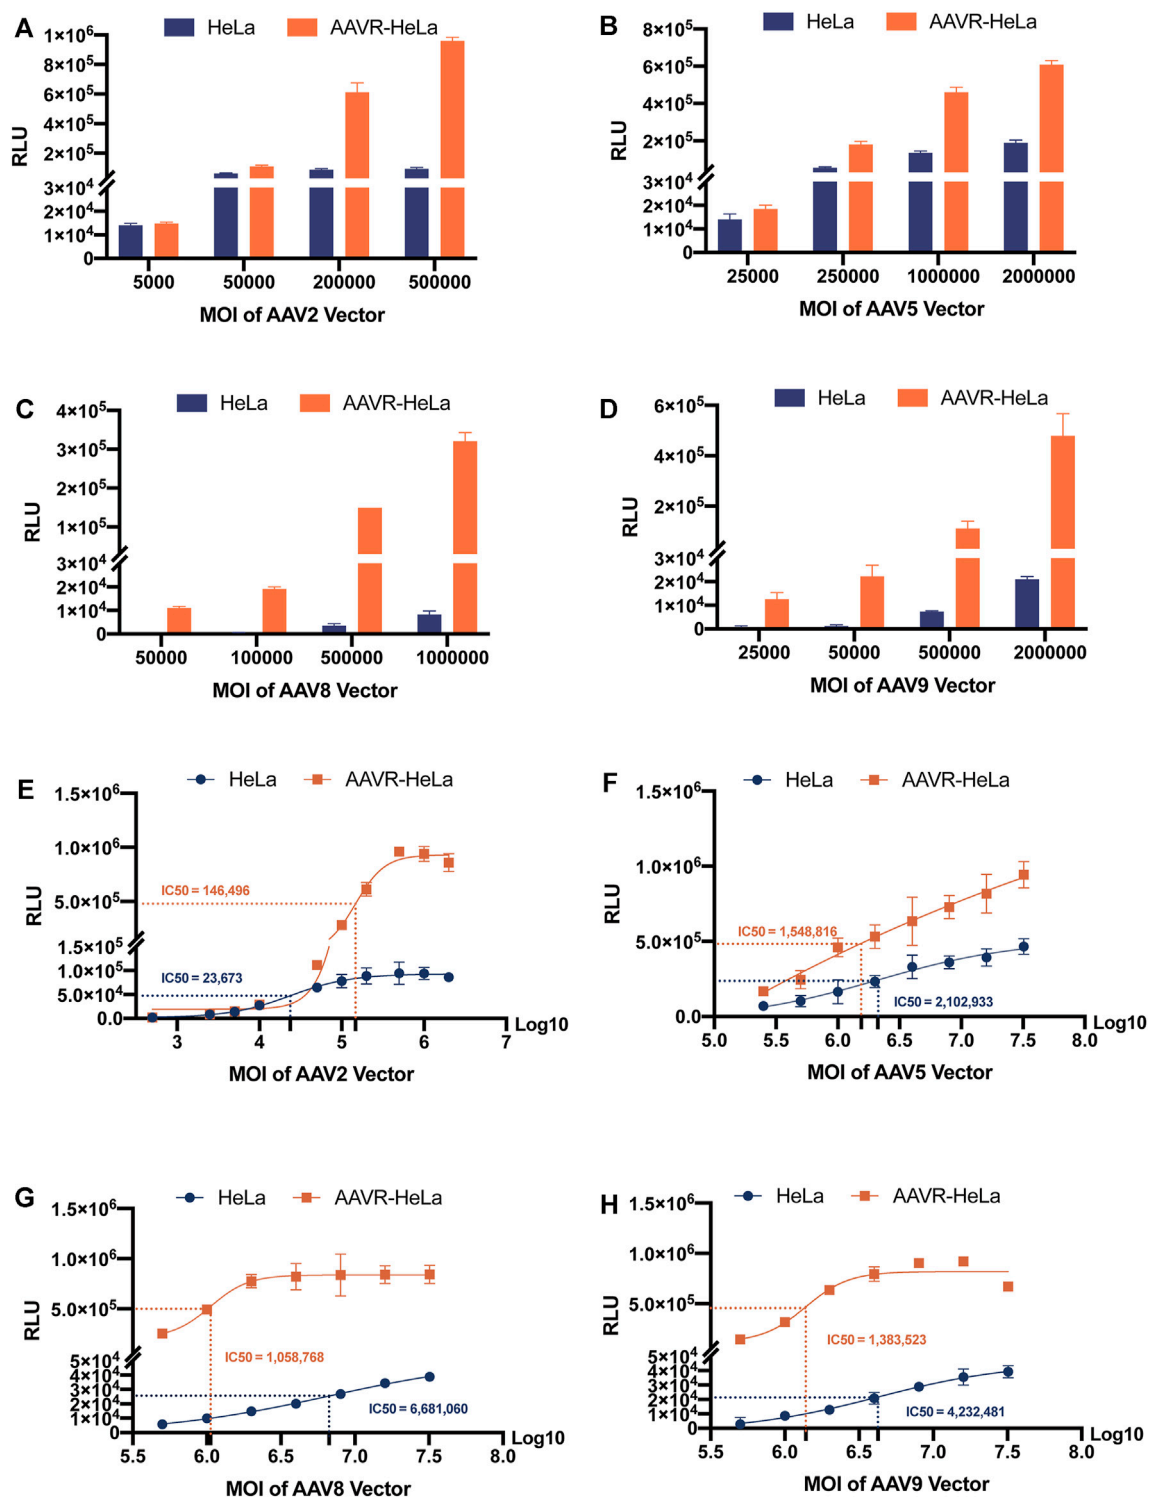 A
HeLa AAVR-HeLa
1×10⁶
8×10⁵
6×10⁵
4×10⁵
2×10⁵
3×10⁴
2×10⁴
1×10⁴
0
RLU
5000 50000 200000 500000
MOI of AAV2 Vector
B
HeLa AAVR-HeLa
8×10⁵
6×10⁵
4×10⁵
2×10⁵
3×10⁴
2×10⁴
1×10⁴
0
RLU
25000 250000 1000000 2000000
MOI of AAV5 Vector
C
HeLa AAVR-HeLa
4×10⁵
3×10⁵
2×10⁵
1×10⁵
3×10⁴
2×10⁴
1×10⁴
0
RLU
50000 100000 500000 1000000
MOI of AAV8 Vector
D
HeLa AAVR-HeLa
6×10⁵
4×10⁵
2×10⁵
3×10⁴
2×10⁴
1×10⁴
0
RLU
25000 50000 500000 2000000
MOI of AAV9 Vector
E
HeLa AAVR-HeLa
1.5×10⁶
1.0×10⁶
5.0×10⁵
1.5×10⁵
1.0×10⁵
5.0×10⁴
0.0
RLU
IC50 = 146,496
IC50 = 23,673
3 4 5 6 7 Log10
MOI of AAV2 Vector
F
HeLa AAVR-HeLa
1.5×10⁶
1.0×10⁶
5.0×10⁵
0.0
RLU
IC50 = 1,548,816
IC50 = 2,102,933
5.0 5.5 6.0 6.5 7.0 7.5 8.0 Log10
MOI of AAV5 Vector
G
HeLa AAVR-HeLa
1.5×10⁶
1.0×10⁶
5.0×10⁵
5×10⁴
4×10⁴
3×10⁴
2×10⁴
1×10⁴
0
RLU
IC50 = 1,058,768
IC50 = 6,681,060
5.5 6.0 6.5 7.0 7.5 8.0 Log10
MOI of AAV8 Vector
H
HeLa AAVR-HeLa
1.5×10⁶
1.0×10⁶
5.0×10⁵
5×10⁴
4×10⁴
3×10⁴
2×10⁴
1×10⁴
0
RLU
IC50 = 1,383,523
IC50 = 4,232,481
5.5 6.0 6.5 7.0 7.5 8.0 Log10
MOI of AAV9 Vector